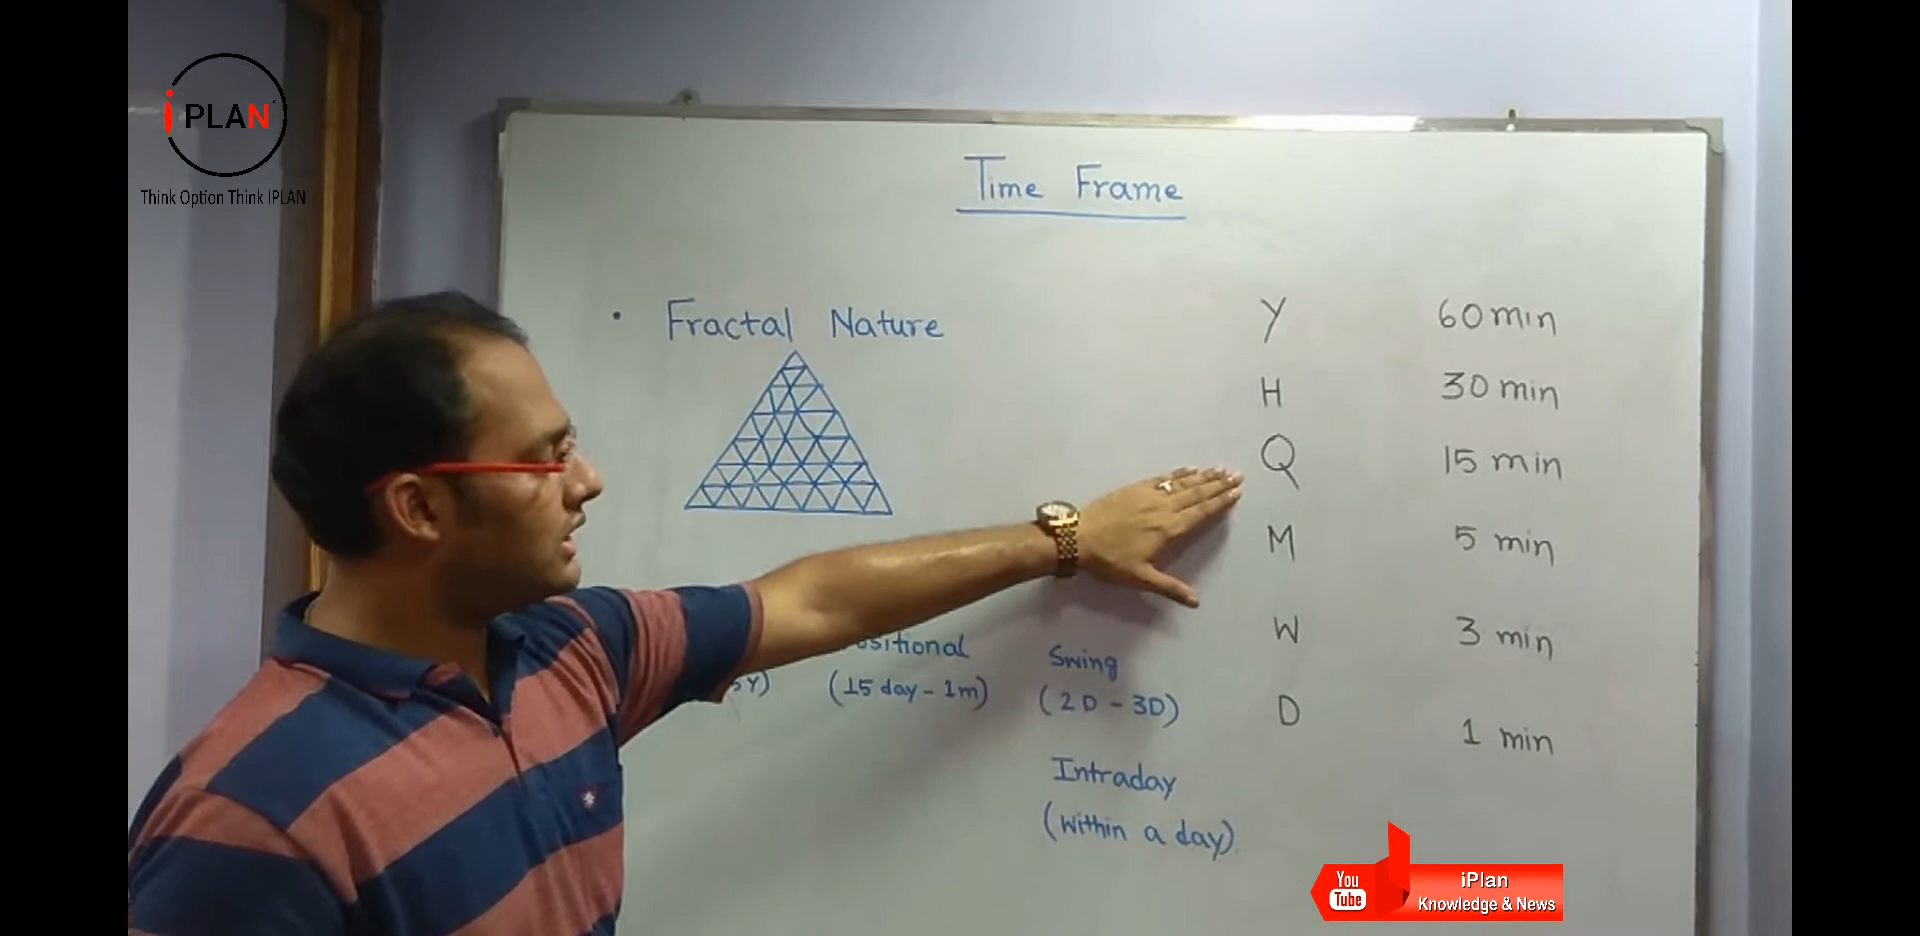 i PLAN
Think Option Think IPLAN
Time Frame
• Fractal Nature
Y 60 min
H 30 min
Q 15 min
M 5 min
W 3 min
D 1 min
(15 day - 1m)
Swing
(2D - 3D)
Intraday
(Within a day)
You Tube
iPlan
Knowledge & News